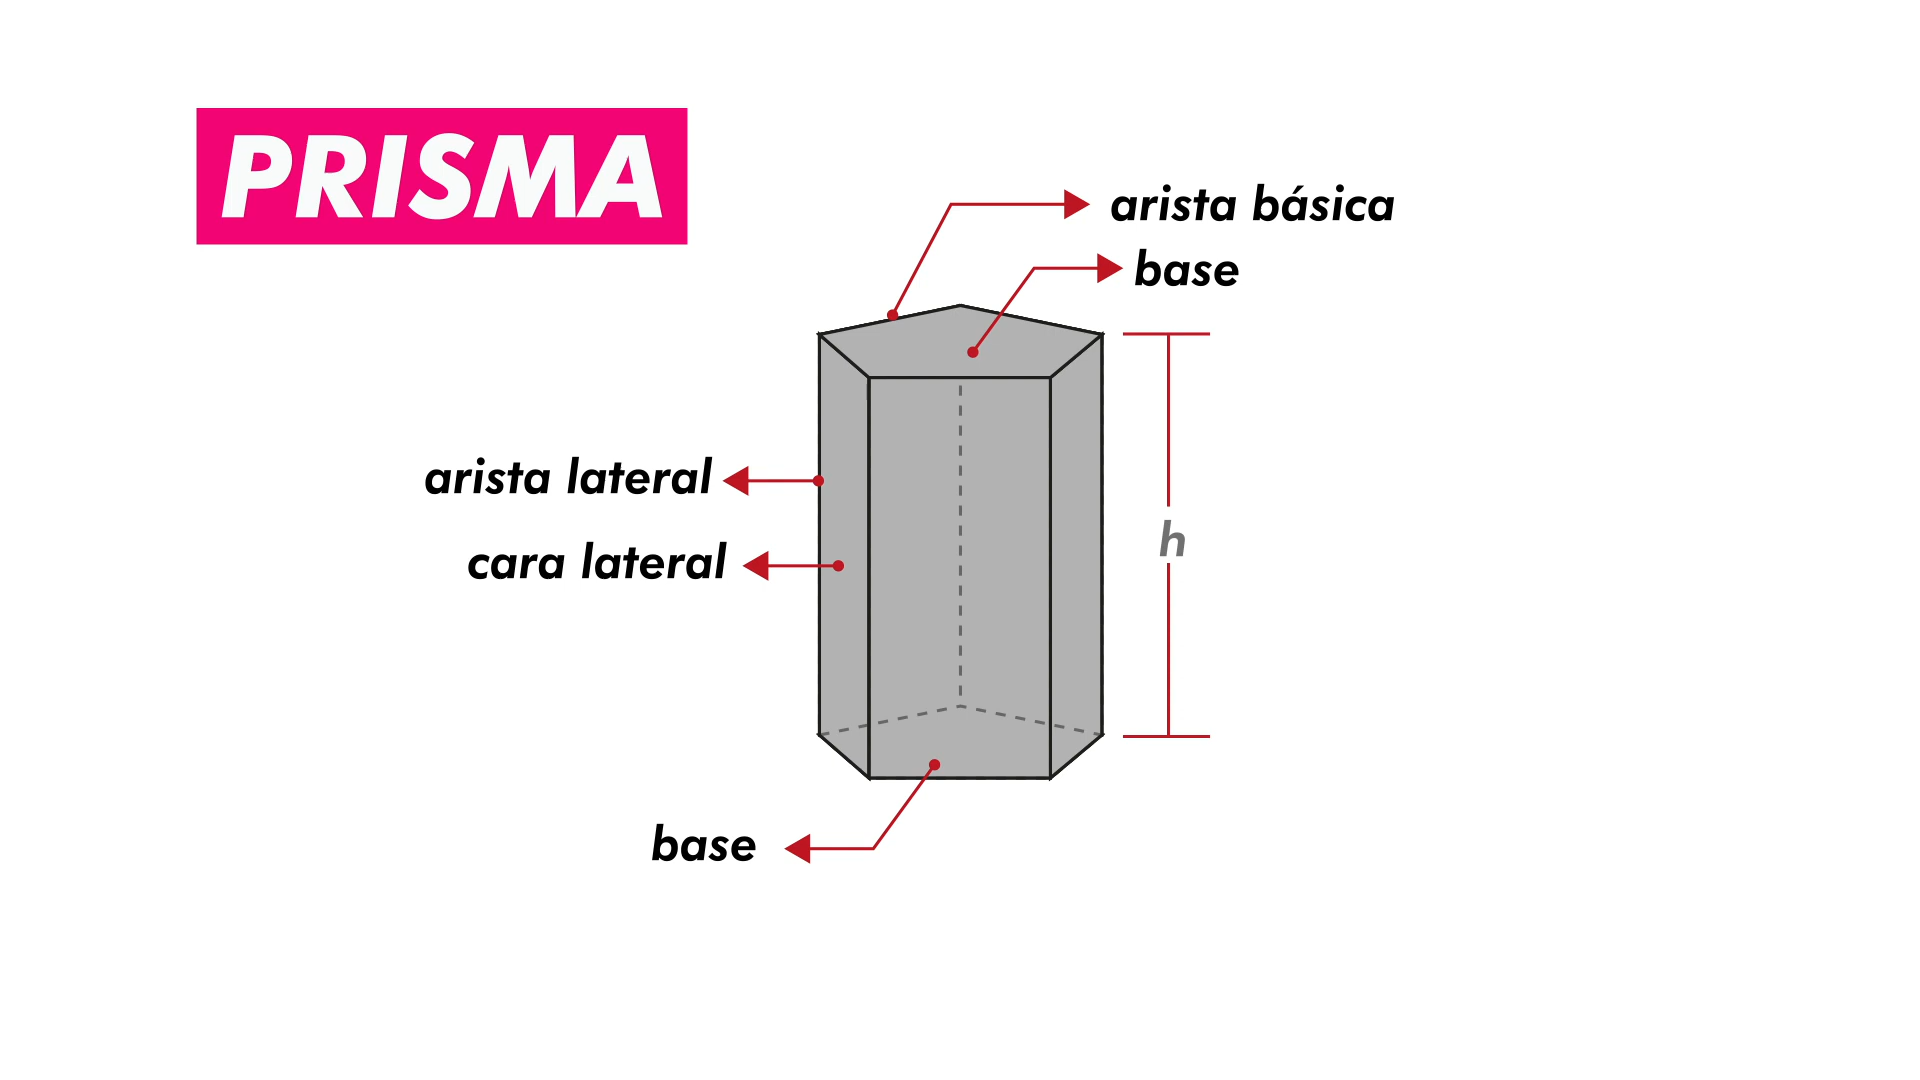 PRISMA
arista básica
base
arista lateral
h
cara lateral
base